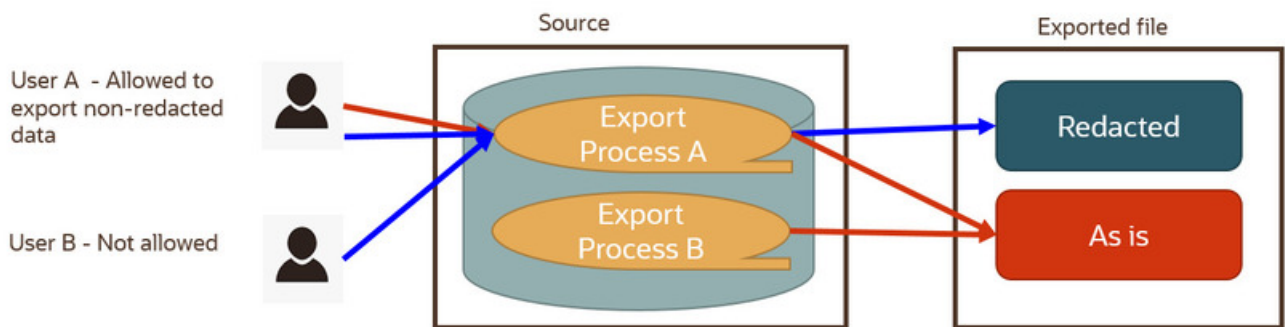 Source
Exported file
User A - Allowed to
export non-redacted
data
Export
Process A
Redacted
User B - Not allowed
Export
Process B
As is